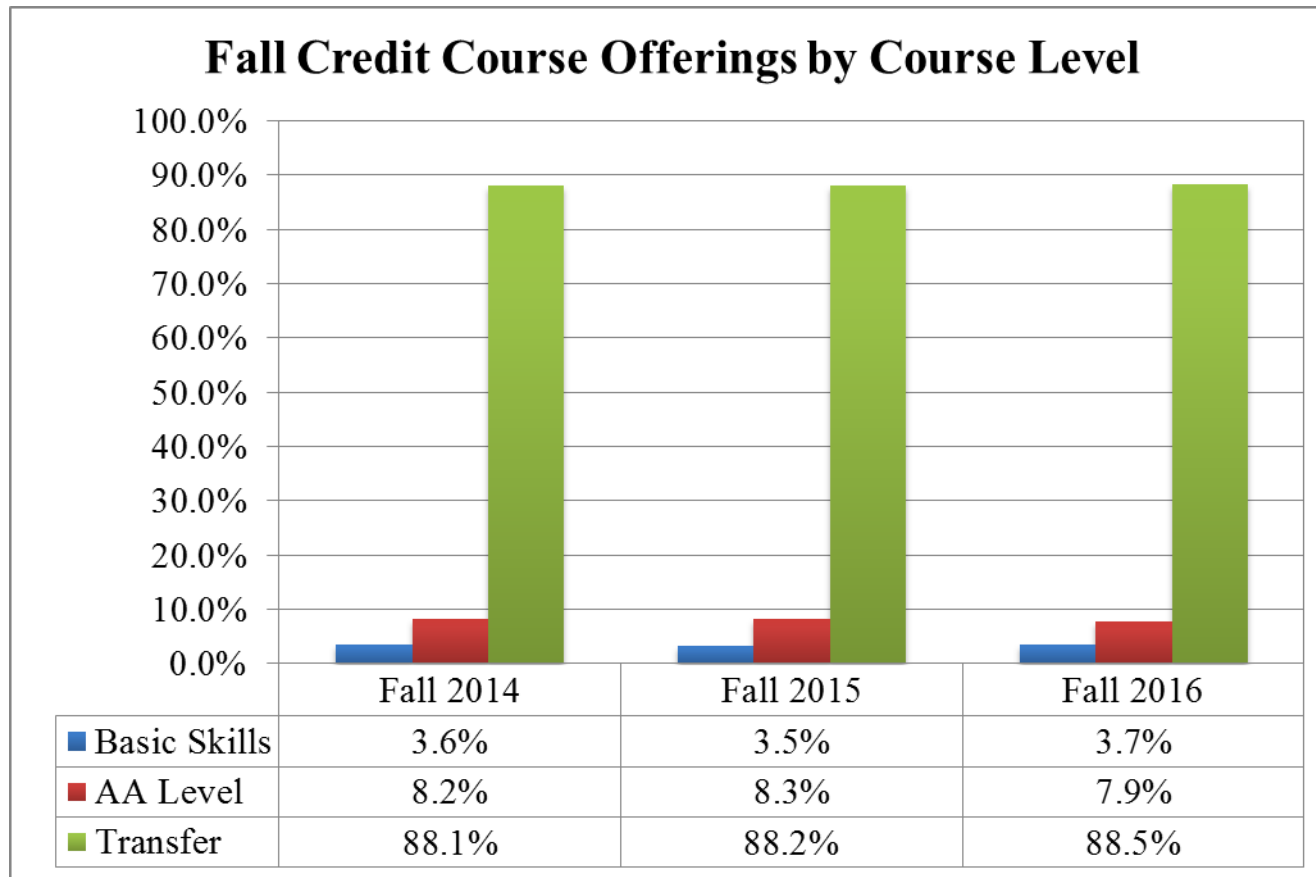 Fall Credit Course Offerings by Course Level
100.0%
90.0%
80.0%
70.0%
60.0%
50.0%
40.0%
30.0%
20.0%
10.0%
0.0%
Fall 2014 Fall 2015 Fall 2016
Basic Skills 3.6% 3.5% 3.7%
AA Level 8.2% 8.3% 7.9%
Transfer 88.1% 88.2% 88.5%